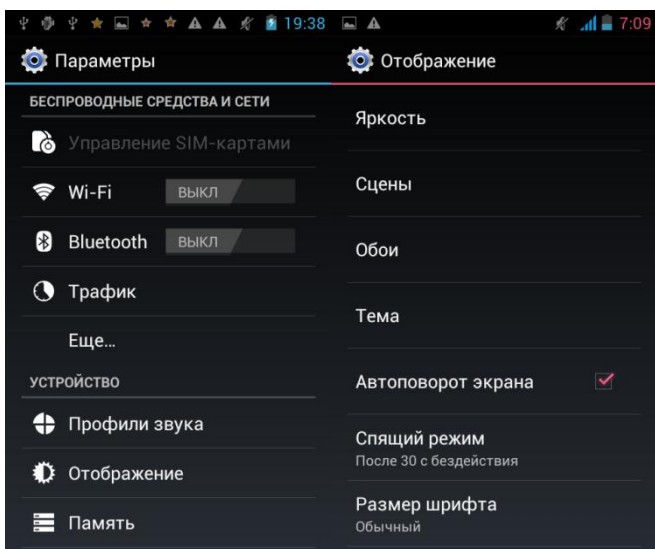 19:38
Параметры
БЕСПРОВОДНЫЕ СРЕДСТВА И СЕТИ
Управление SIM-картами
Wi-Fi ВЫКЛ
Bluetooth ВЫКЛ
Трафик
Еще...
УСТРОЙСТВО
Профили звука
Отображение
Память
7:09
Отображение
Яркость
Сцены
Обои
Тема
Автоповорот экрана
Спящий режим
После 30 с бездействия
Размер шрифта
Обычный